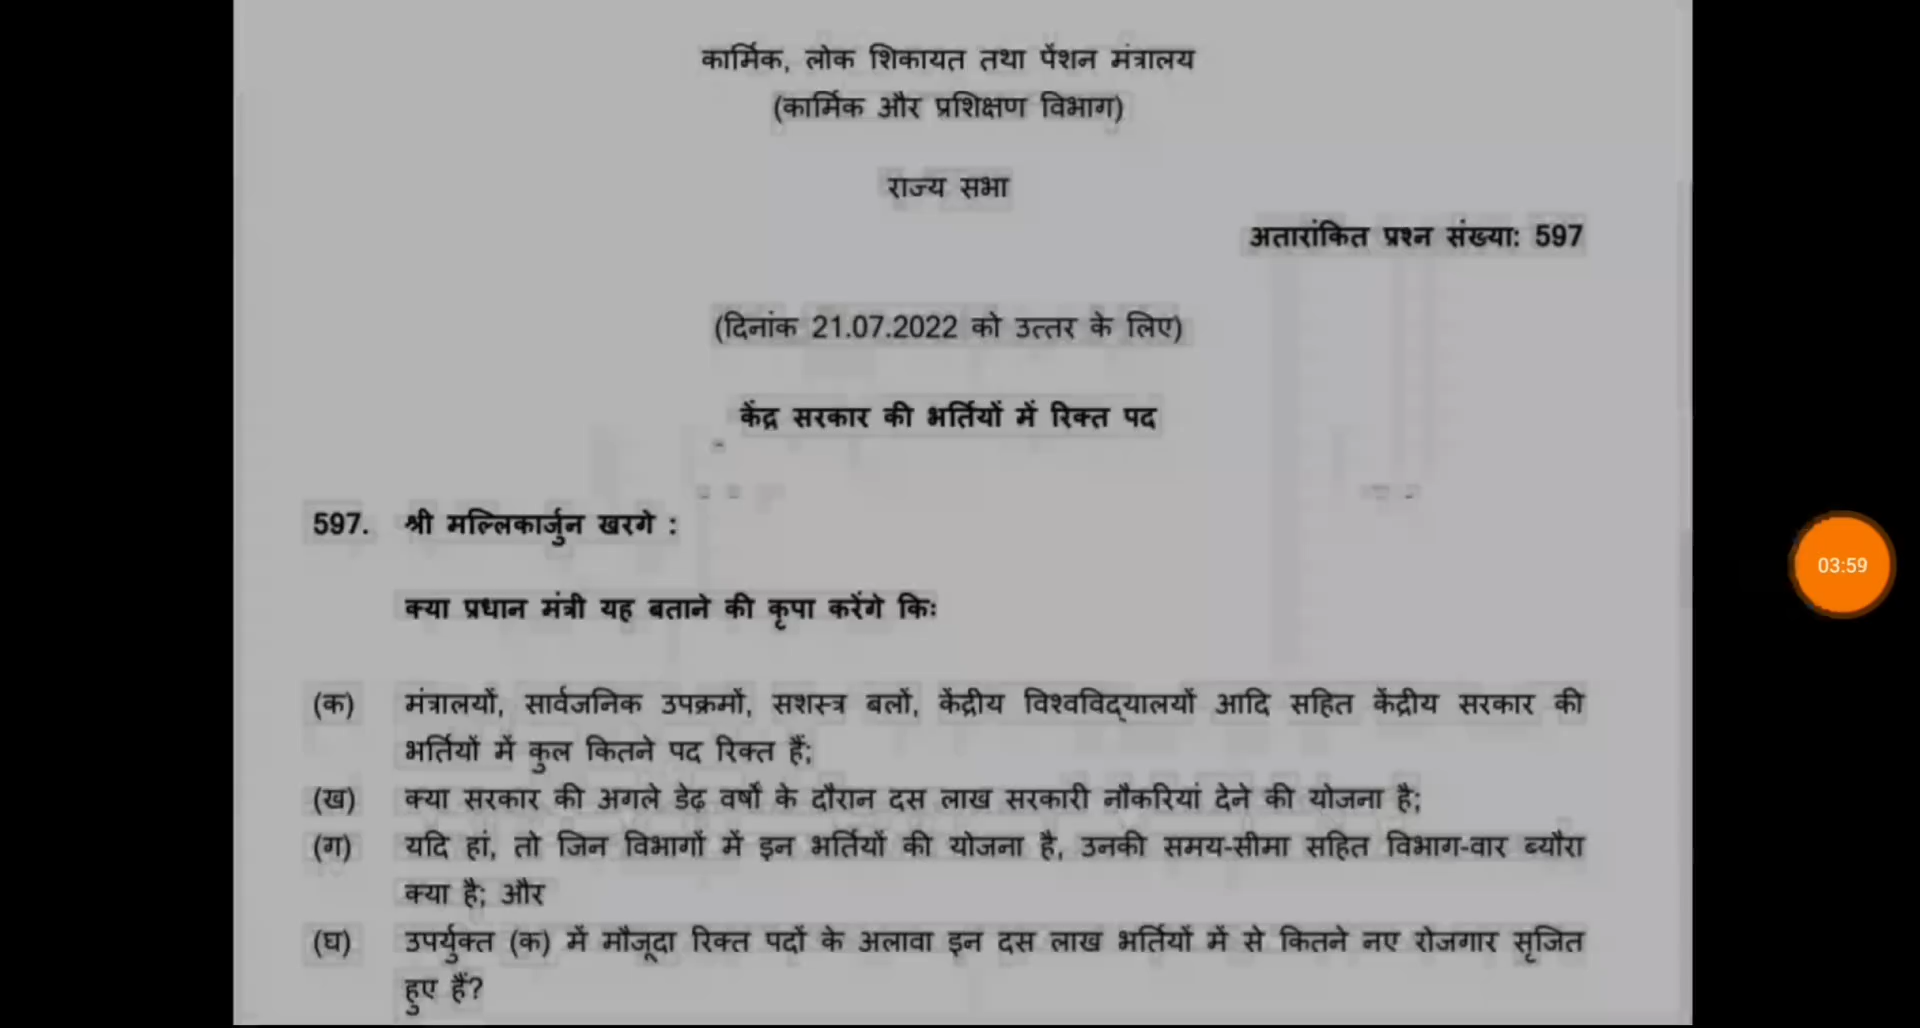 कार्मिक, लोक शिकायत तथा पेंशन मंत्रालय
(कार्मिक और प्रशिक्षण विभाग)
राज्य सभा
अतारांकित प्रश्न संख्या: 597
(दिनांक 21.07.2022 को उत्तर के लिए)
केंद्र सरकार की भर्तियों में रिक्त पद
597. श्री मल्लिकार्जुन खरगे :
क्या प्रधान मंत्री यह बताने की कृपा करेंगे किः
(क) मंत्रालयों, सार्वजनिक उपक्रमों, सशस्त्र बलों, केंद्रीय विश्वविद्यालयों आदि सहित केंद्रीय सरकार की
भर्तियों में कुल कितने पद रिक्त हैं;
(ख) क्या सरकार की अगले डेढ़ वर्षों के दौरान दस लाख सरकारी नौकरियां देने की योजना है;
(ग) यदि हां, तो जिन विभागों में इन भर्तियों की योजना है, उनकी समय-सीमा सहित विभाग-वार ब्यौरा
क्या है; और
(घ) उपर्युक्त (क) में मौजूदा रिक्त पदों के अलावा इन दस लाख भर्तियों में से कितने नए रोजगार सृजित
हुए हैं?
03:59